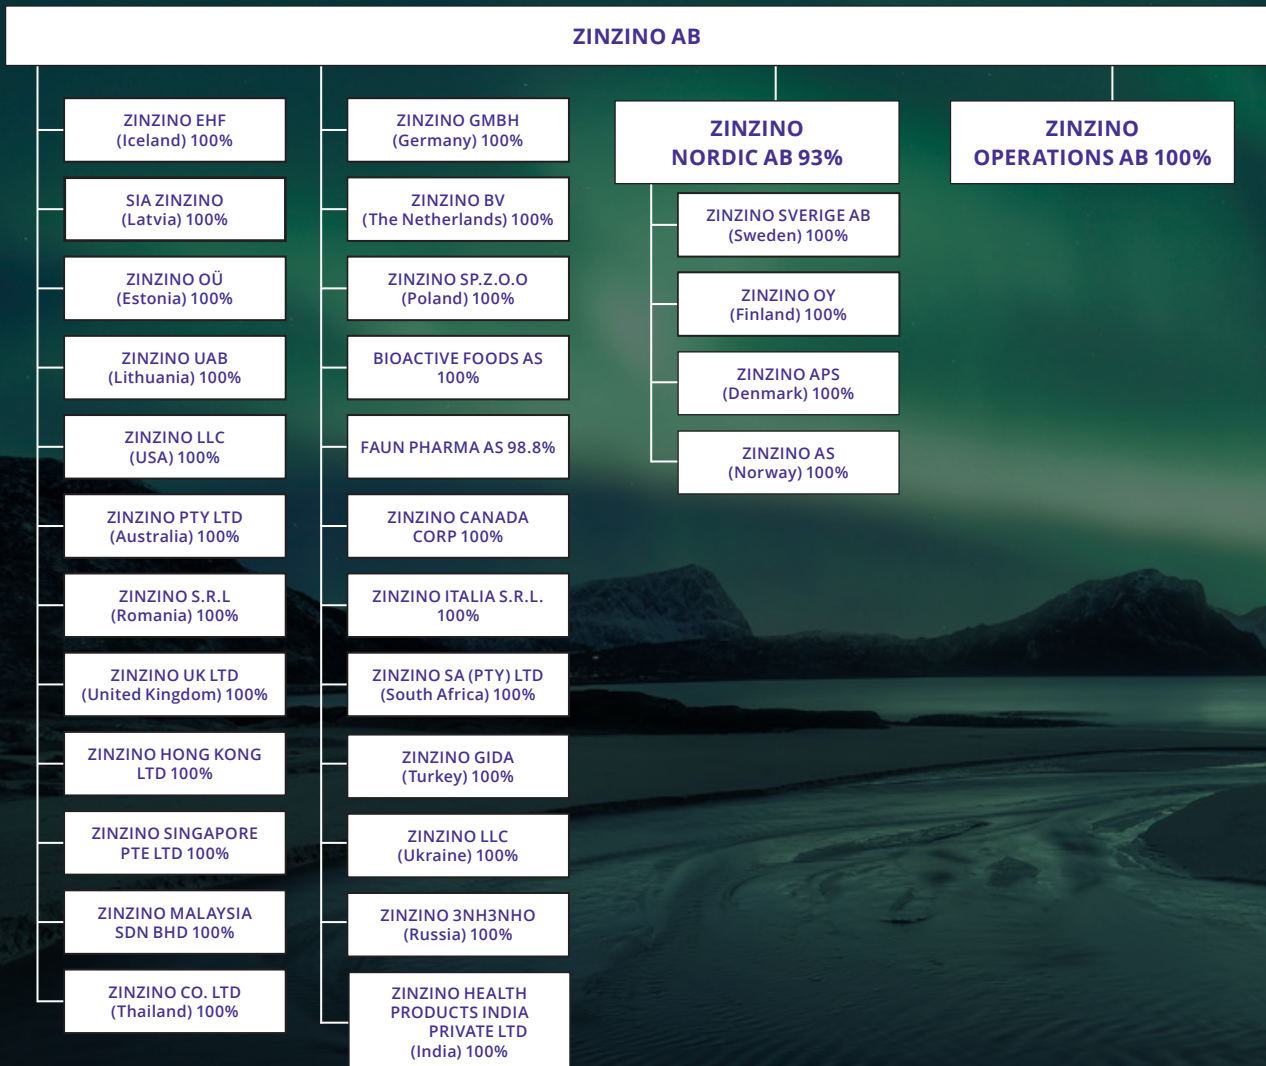 ZINZINO AB
ZINZINO EHF
(Iceland) 100%
SIA ZINZINO
(Latvia) 100%
ZINZINO OÜ
(Estonia) 100%
ZINZINO UAB
(Lithuania) 100%
ZINZINO LLC
(USA) 100%
ZINZINO PTY LTD
(Australia) 100%
ZINZINO S.R.L
(Romania) 100%
ZINZINO UK LTD
(United Kingdom) 100%
ZINZINO HONG KONG
LTD 100%
ZINZINO SINGAPORE
PTE LTD 100%
ZINZINO MALAYSIA
SDN BHD 100%
ZINZINO CO. LTD
(Thailand) 100%
ZINZINO GMBH
(Germany) 100%
ZINZINO BV
(The Netherlands) 100%
ZINZINO SP.Z.O.O
(Poland) 100%
BIOACTIVE FOODS AS
100%
FAUN PHARMA AS 98.8%
ZINZINO CANADA
CORP 100%
ZINZINO ITALIA S.R.L.
100%
ZINZINO SA (PTY) LTD
(South Africa) 100%
ZINZINO GIDA
(Turkey) 100%
ZINZINO LLC
(Ukraine) 100%
ZINZINO 3NH3NHO
(Russia) 100%
ZINZINO HEALTH
PRODUCTS INDIA
PRIVATE LTD
(India) 100%
ZINZINO
NORDIC AB 93%
ZINZINO SVERIGE AB
(Sweden) 100%
ZINZINO OY
(Finland) 100%
ZINZINO APS
(Denmark) 100%
ZINZINO AS
(Norway) 100%
ZINZINO
OPERATIONS AB 100%